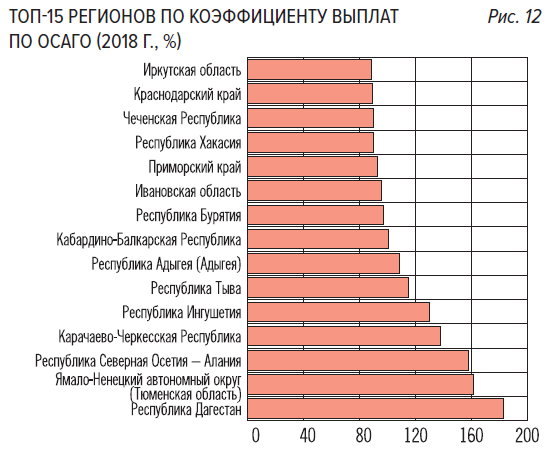 ТОП-15 РЕГИОНОВ ПО КОЭФФИЦИЕНТУ ВЫПЛАТ
ПО ОСАГО (2018 Г., %)
Рис. 12
Иркутская область
Краснодарский край
Чеченская Республика
Республика Хакасия
Приморский край
Ивановская область
Республика Бурятия
Кабардино-Балкарская Республика
Республика Адыгея (Адыгея)
Республика Тыва
Республика Ингушетия
Карачаево-Черкесская Республика
Республика Северная Осетия — Алания
Ямало-Ненецкий автономный округ
(Тюменская область)
Республика Дагестан
0 40 80 120 160 200